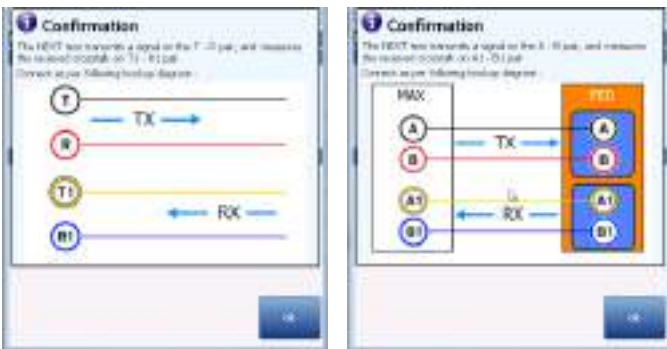 Confirmation
The NEXT test transmits a signal on the T - R pair, and measures
the received crosstalk on T1 - R1 pair
Connect as per following hookup diagram :
T
TX
R
T1
RX
R1
Confirmation
The NEXT test transmits a signal on the A - B pair, and measures
the received crosstalk on A1 - B1 pair
Connect as per following hookup diagram :
MAX
FED
A
A
TX
B
B
A1
A1
RX
B1
B1